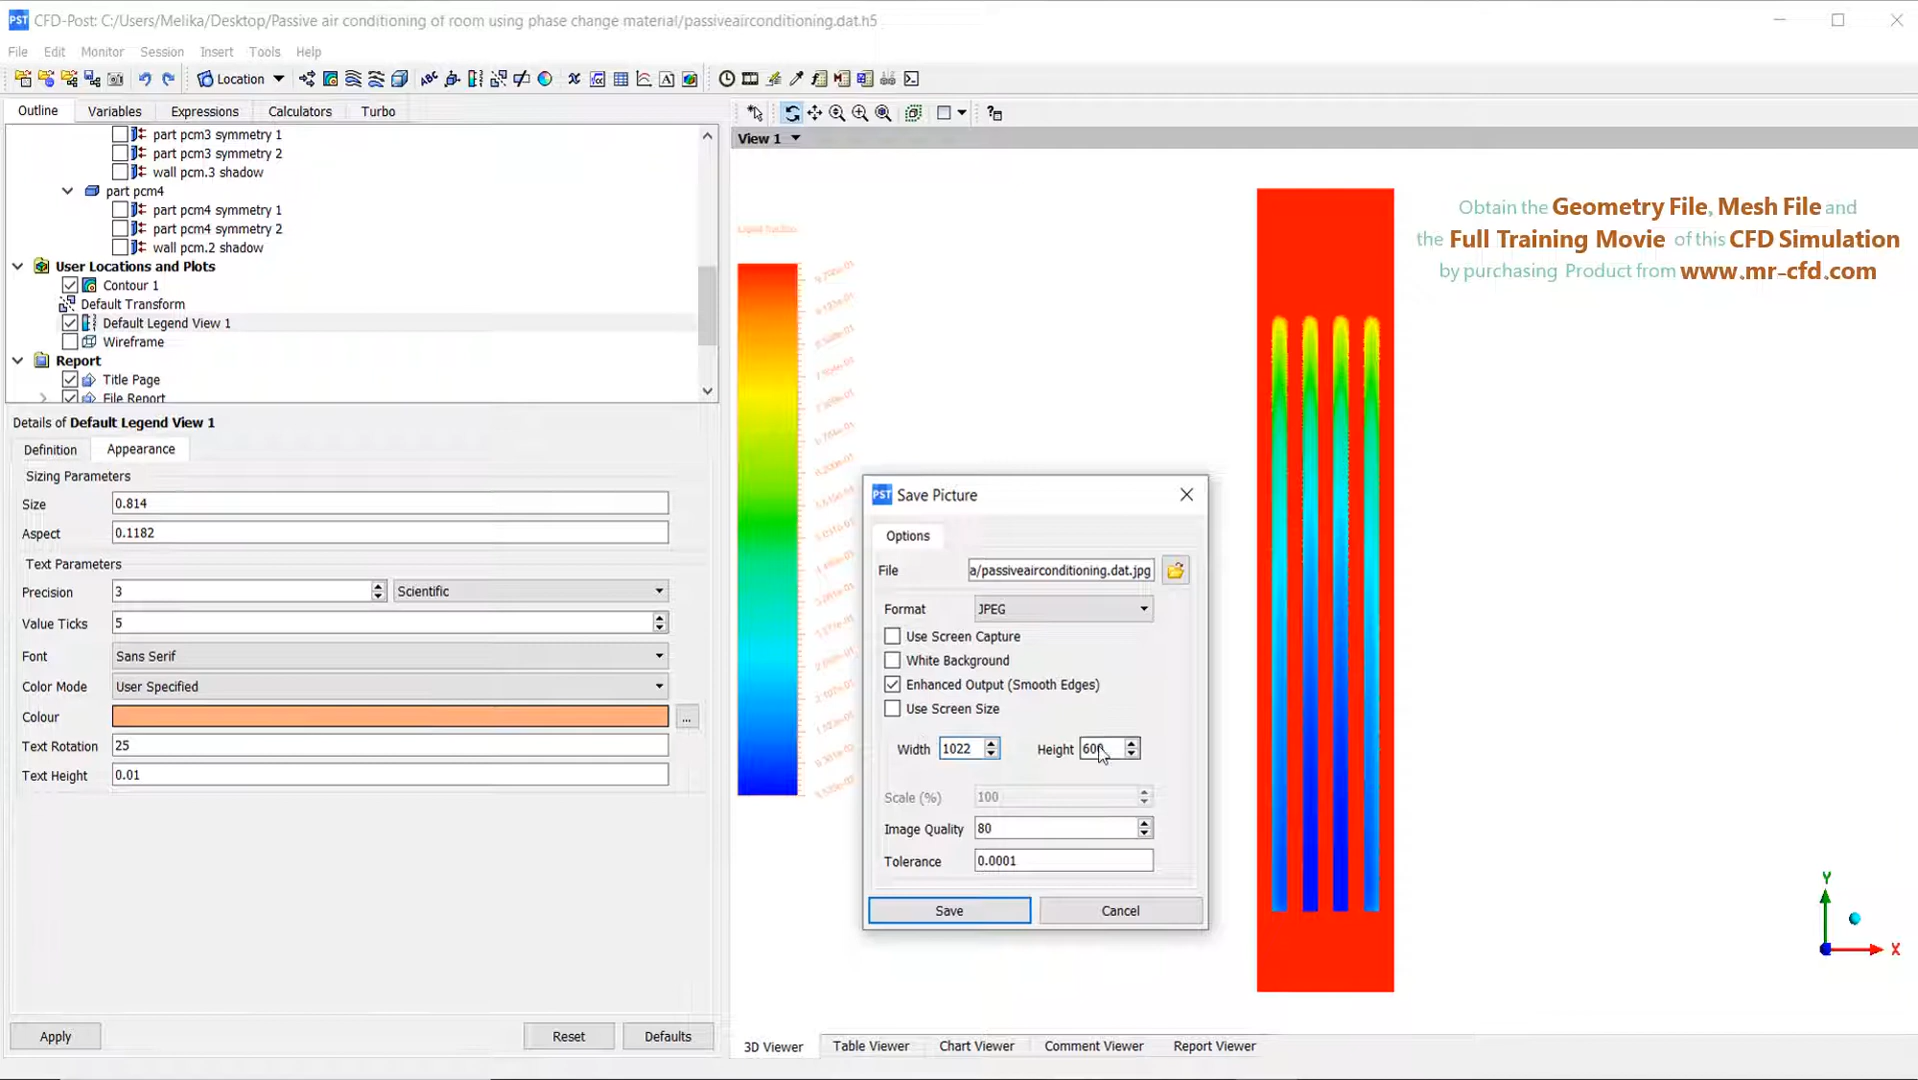 PST CFD-Post: C:/Users/Melika/Desktop/Passive air conditioning of room using phase change material/passiveairconditioning.dat.h5
File Edit Monitor Session Insert Tools Help
Location
Outline Variables Expressions Calculators Turbo
part pcm3 symmetry 1
part pcm3 symmetry 2
wall pcm.3 shadow
part pcm4
part pcm4 symmetry 1
part pcm4 symmetry 2
wall pcm.2 shadow
User Locations and Plots
Contour 1
Default Transform
Default Legend View 1
Wireframe
Report
Title Page
File Report
Details of Default Legend View 1
Definition Appearance
Sizing Parameters
Size 0.814
Aspect 0.1182
Text Parameters
Precision 3 Scientific
Value Ticks 5
Font Sans Serif
Color Mode User Specified
Colour ...
Text Rotation 25
Text Height 0.01
Apply Reset Defaults
View 1
Obtain the Geometry File, Mesh File and
the Full Training Movie of this CFD Simulation
by purchasing Product from www.mr-cfd.com
PST Save Picture
Options
File a/passiveairconditioning.dat.jpg
Format JPEG
Use Screen Capture
White Background
Enhanced Output (Smooth Edges)
Use Screen Size
Width 1022 Height 600
Scale (%) 100
Image Quality 80
Tolerance 0.0001
Save Cancel
Y
X
3D Viewer Table Viewer Chart Viewer Comment Viewer Report Viewer